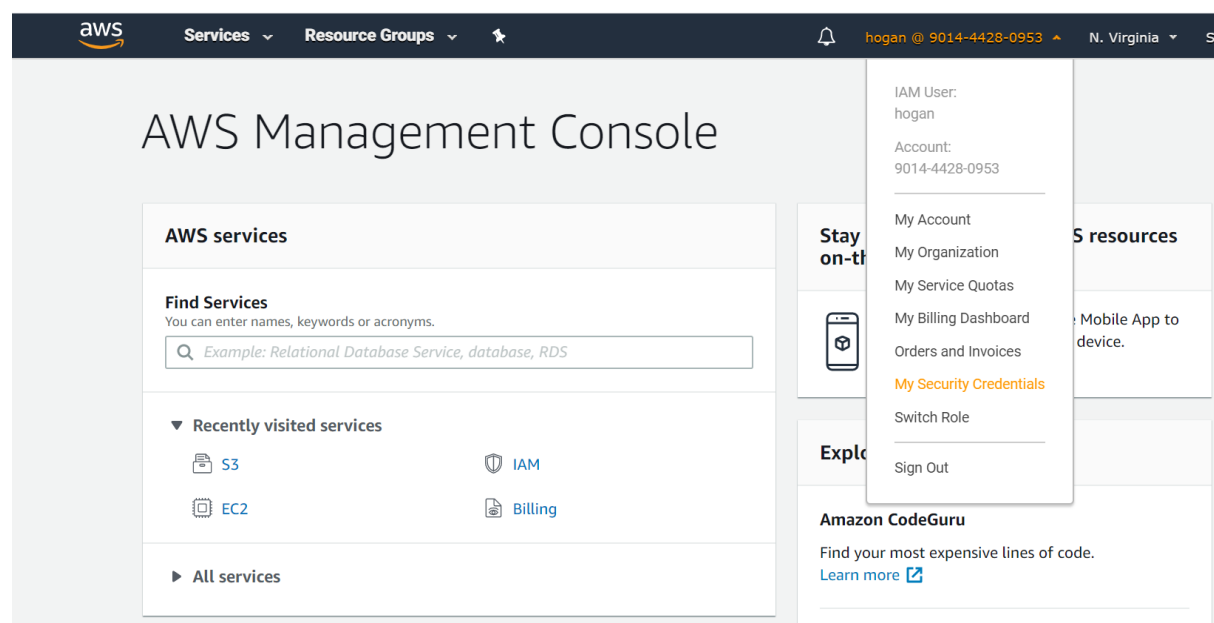 aws
Services
Resource Groups
hogan @ 9014-4428-0953
N. Virginia
S
IAM User:
hogan
Account:
9014-4428-0953
My Account
My Organization
My Service Quotas
My Billing Dashboard
Orders and Invoices
My Security Credentials
Switch Role
Sign Out
AWS Management Console
AWS services
Find Services
You can enter names, keywords or acronyms.
Example: Relational Database Service, database, RDS
Recently visited services
S3
IAM
EC2
Billing
All services
Stay S resources
on-th
Mobile App to
device.
Explo
Amazon CodeGuru
Find your most expensive lines of code.
Learn more